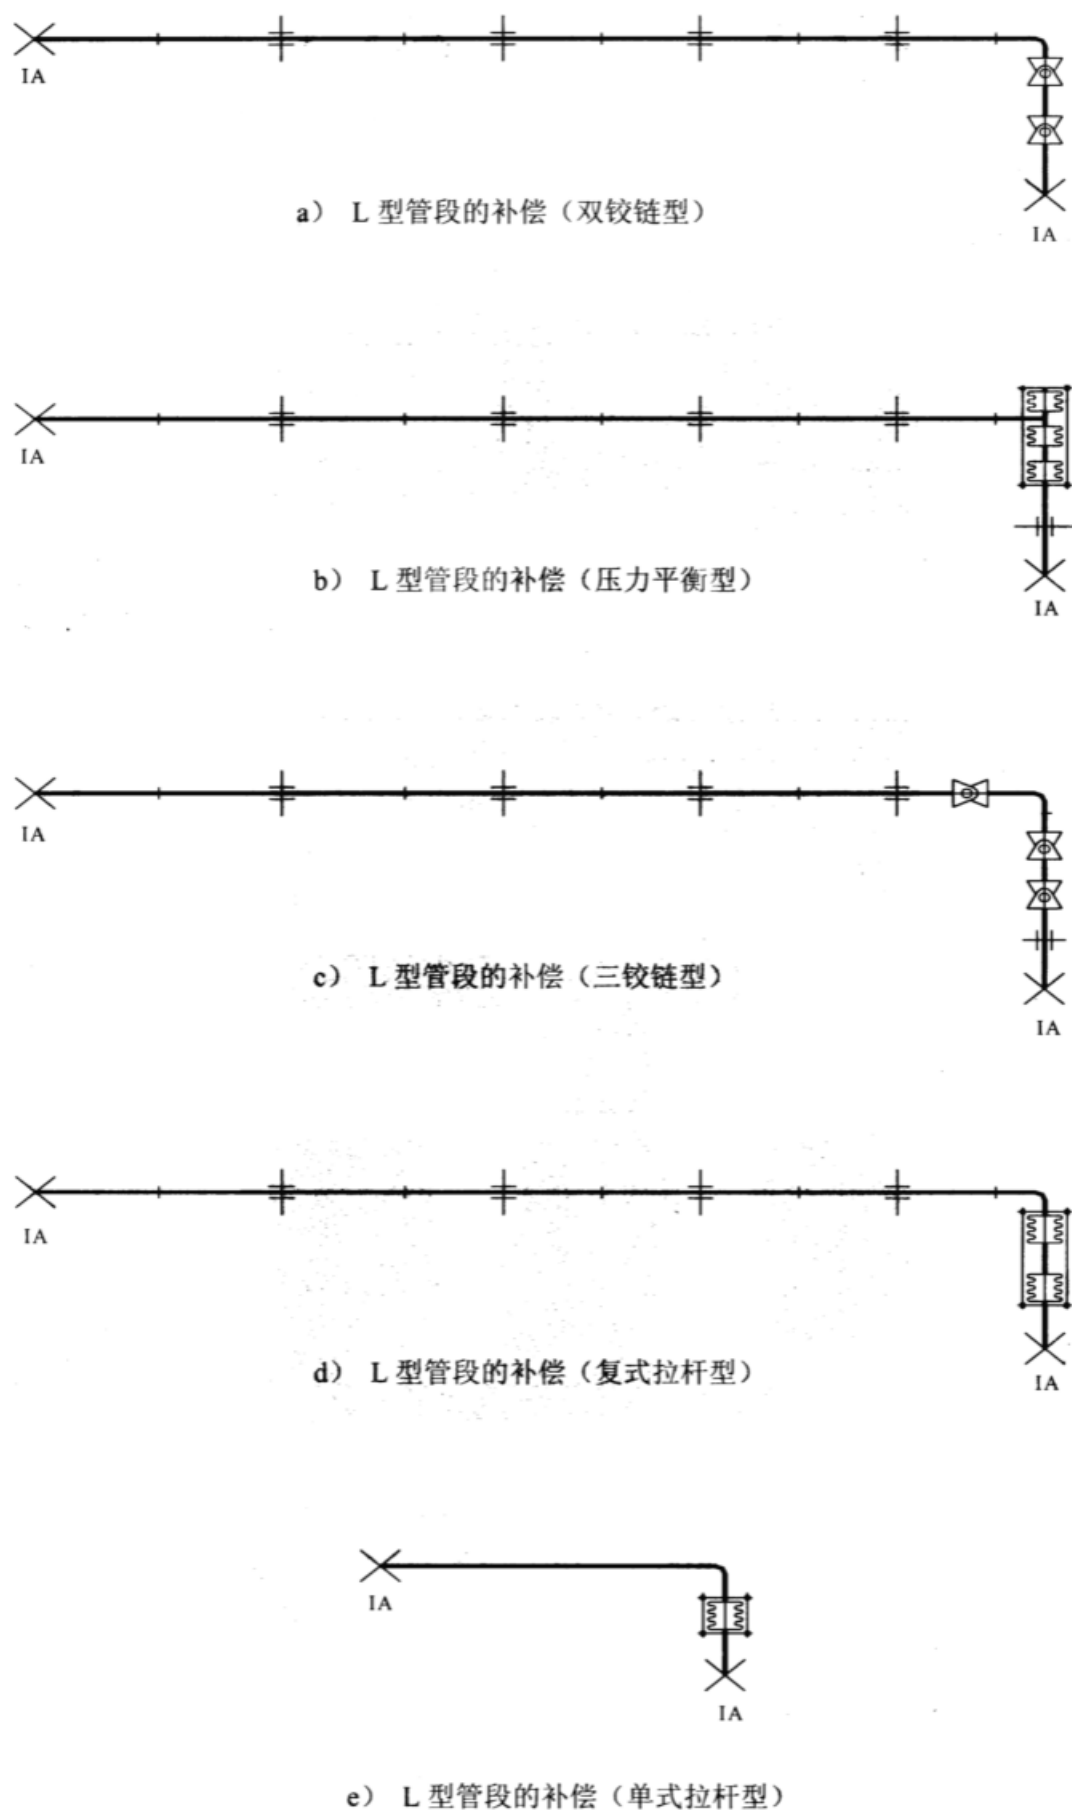 IA
IA
a） L 型管段的补偿（双铰链型）
IA
IA
b） L 型管段的补偿（压力平衡型）
IA
IA
c） L 型管段的补偿（三铰链型）
IA
IA
d） L 型管段的补偿（复式拉杆型）
IA
IA
e） L 型管段的补偿（单式拉杆型）